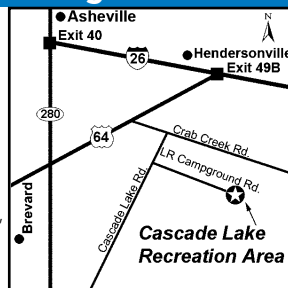 Asheville
N
Exit 40
26
Hendersonville
Exit 49B
280
64
Crab Creek Rd.
LR Campground Rd.
Cascade Lake Rd.
Brevard
Cascade Lake
Recreation Area